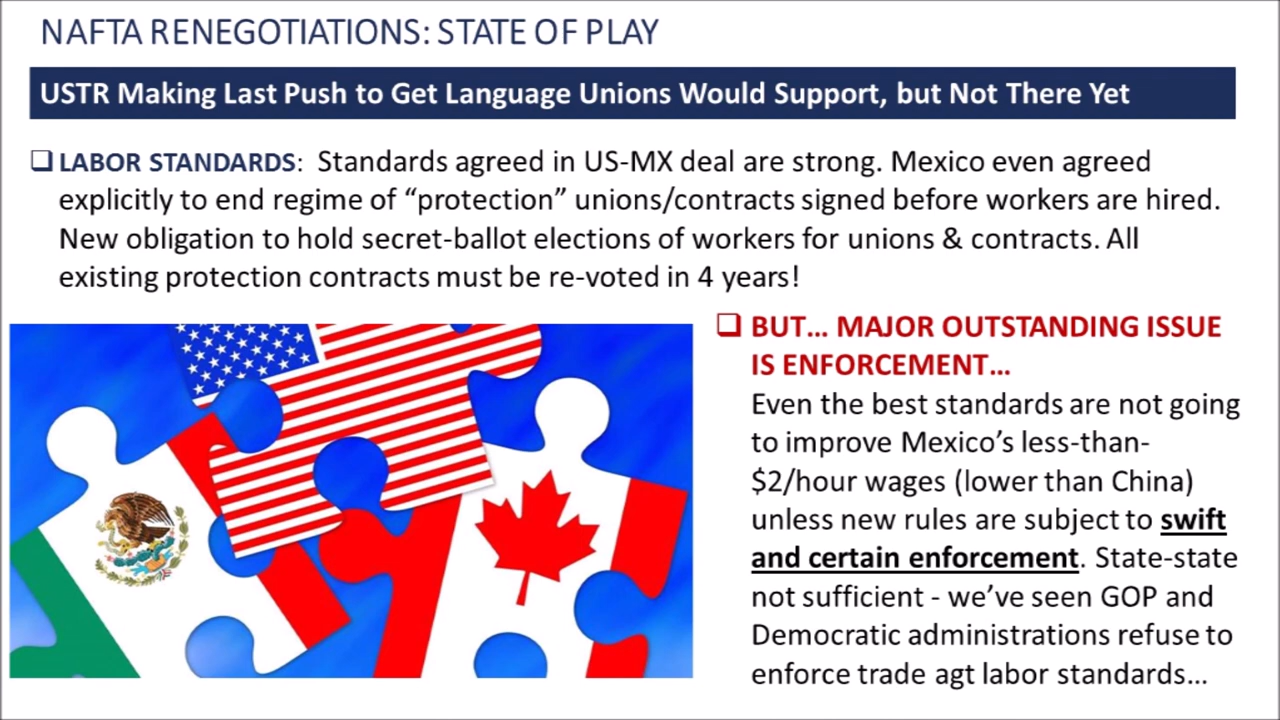 NAFTA RENEGOTIATIONS: STATE OF PLAY
USTR Making Last Push to Get Language Unions Would Support, but Not There Yet
❑ LABOR STANDARDS: Standards agreed in US-MX deal are strong. Mexico even agreed
explicitly to end regime of “protection” unions/contracts signed before workers are hired.
New obligation to hold secret-ballot elections of workers for unions & contracts. All
existing protection contracts must be re-voted in 4 years!
❑ BUT… MAJOR OUTSTANDING ISSUE
IS ENFORCEMENT…
Even the best standards are not going
to improve Mexico’s less-than-
$2/hour wages (lower than China)
unless new rules are subject to swift
and certain enforcement. State-state
not sufficient - we’ve seen GOP and
Democratic administrations refuse to
enforce trade agt labor standards…